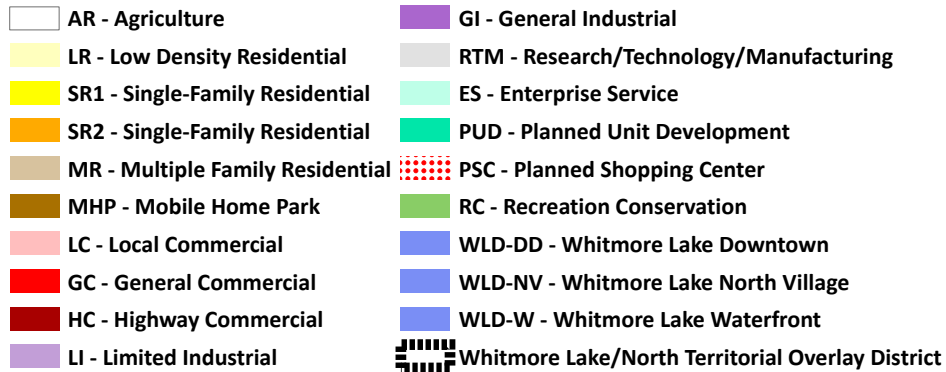 AR - Agriculture
LR - Low Density Residential
SR1 - Single-Family Residential
SR2 - Single-Family Residential
MR - Multiple Family Residential
MHP - Mobile Home Park
LC - Local Commercial
GC - General Commercial
HC - Highway Commercial
LI - Limited Industrial
GI - General Industrial
RTM - Research/Technology/Manufacturing
ES - Enterprise Service
PUD - Planned Unit Development
PSC - Planned Shopping Center
RC - Recreation Conservation
WLD-DD - Whitmore Lake Downtown
WLD-NV - Whitmore Lake North Village
WLD-W - Whitmore Lake Waterfront
Whitmore Lake/North Territorial Overlay District